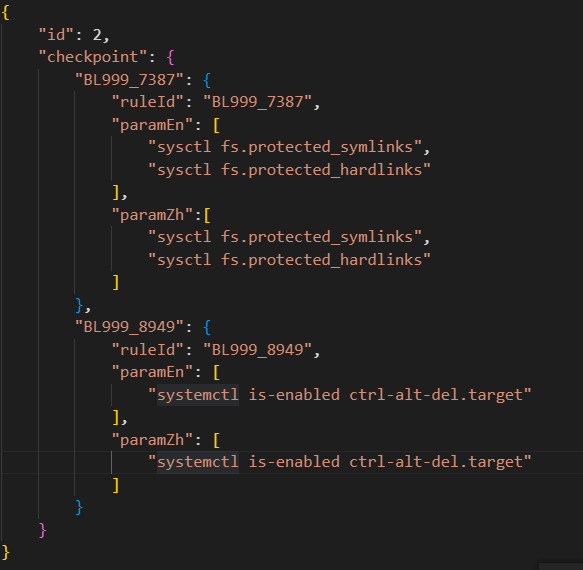 {
    "id": 2,
    "checkpoint": {
        "BL999_7387": {
            "ruleId": "BL999_7387",
            "paramEn": [
                "sysctl fs.protected_symlinks",
                "sysctl fs.protected_hardlinks"
            ],
            "paramZh":[
                "sysctl fs.protected_symlinks",
                "sysctl fs.protected_hardlinks"
            ]
        },
        "BL999_8949": {
            "ruleId": "BL999_8949",
            "paramEn": [
                "systemctl is-enabled ctrl-alt-del.target"
            ],
            "paramZh": [
                "systemctl is-enabled ctrl-alt-del.target"
            ]
        }
    }
}